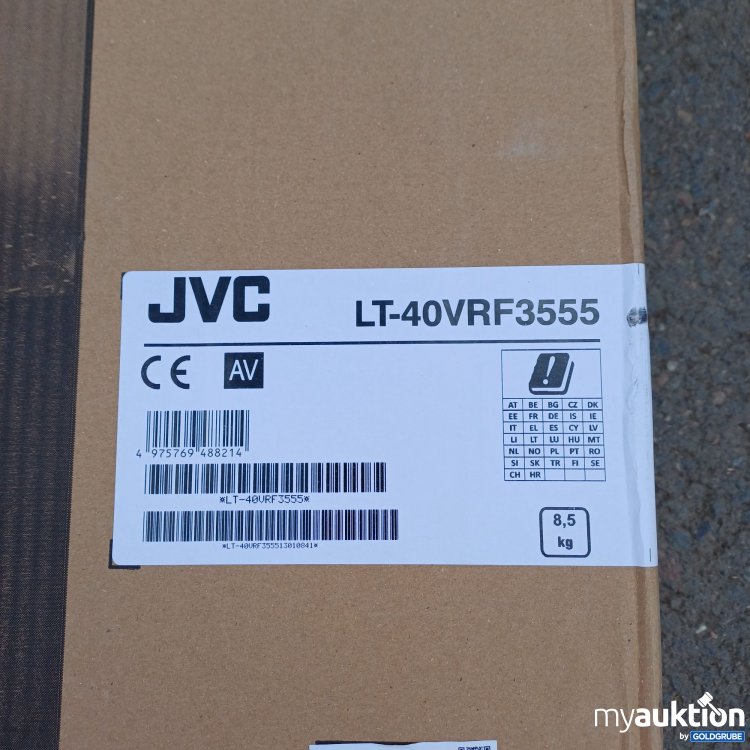 JVC
LT-40VRF3555
CE AV
AT BE BG CZ DK
EE FR DE IS IE
IT EL ES CY LV
LI LT LU HU MT
NL NO PL PT RO
SI SK TR FI SE
CH HR
4 975769 488214
*LT-40VRF3555*
*LT-40VRF355513010841*
8,5
kg
myauktion
by GOLDGRUBE